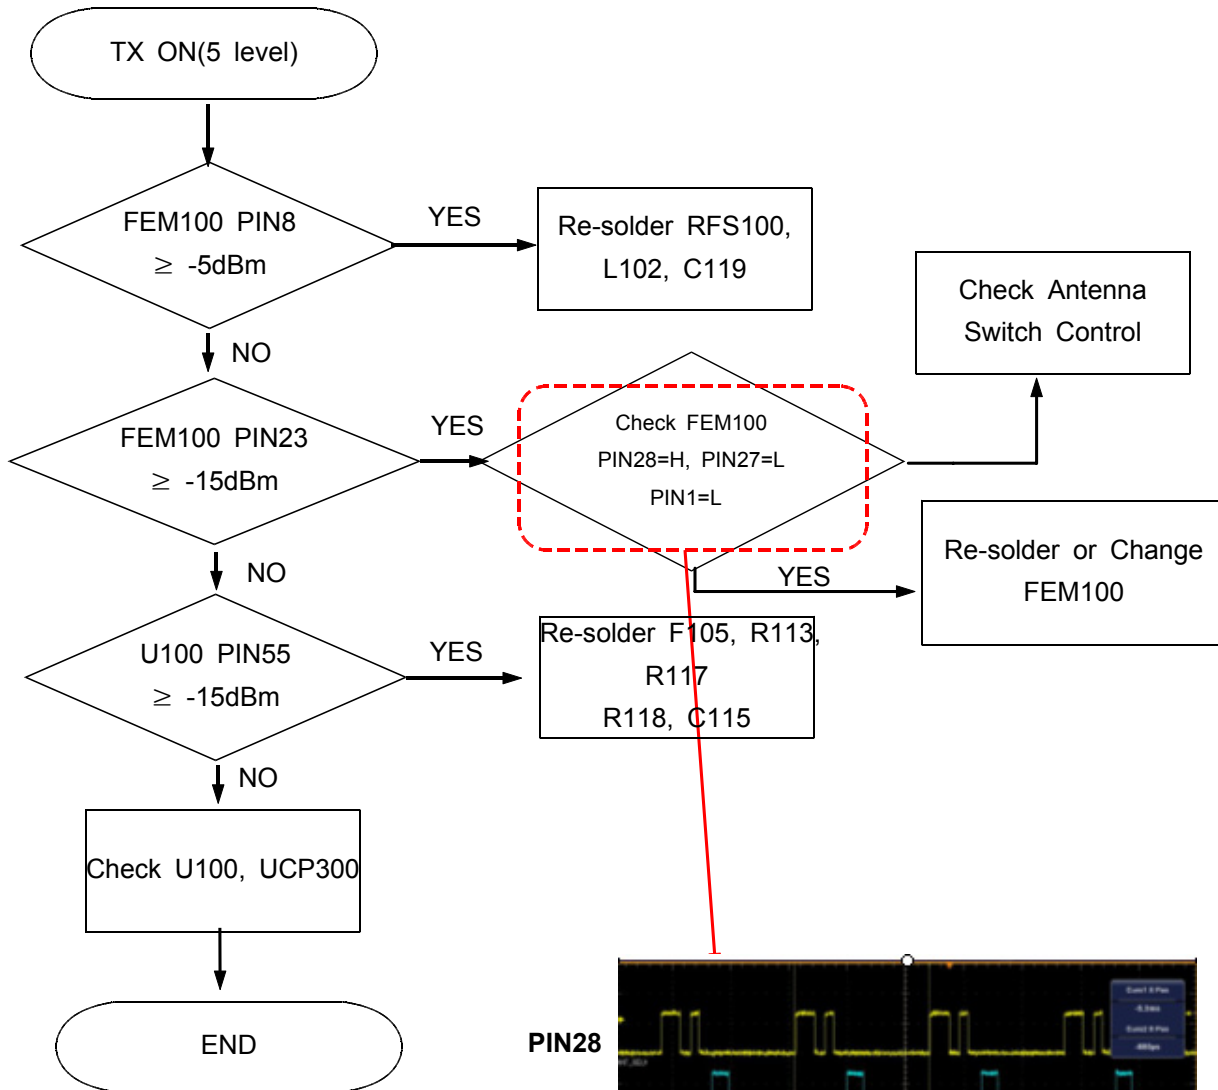 TX ON(5 level)
FEM100 PIN8
≥ -5dBm
YES
Re-solder RFS100,
L102, C119
NO
Check Antenna
Switch Control
FEM100 PIN23
≥ -15dBm
YES
Check FEM100
PIN28=H, PIN27=L
PIN1=L
YES
Re-solder or Change
FEM100
NO
U100 PIN55
≥ -15dBm
YES
Re-solder F105, R113,
R117
R118, C115
NO
Check U100, UCP300
END
PIN28